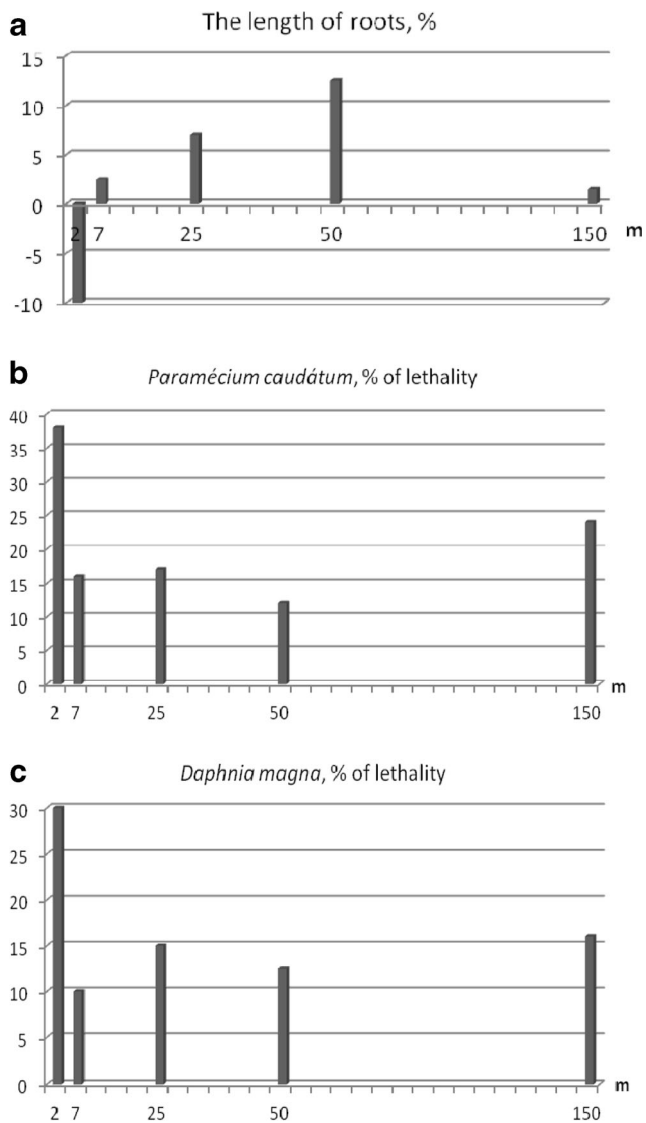 a
The length of roots, %
15
10
5
0
-5
-10
2 7 25 50 150 m
b
Paramécium caudátum, % of lethality
40
35
30
25
20
15
10
5
0
2 7 25 50 150 m
c
Daphnia magna, % of lethality
30
25
20
15
10
5
0
2 7 25 50 150 m